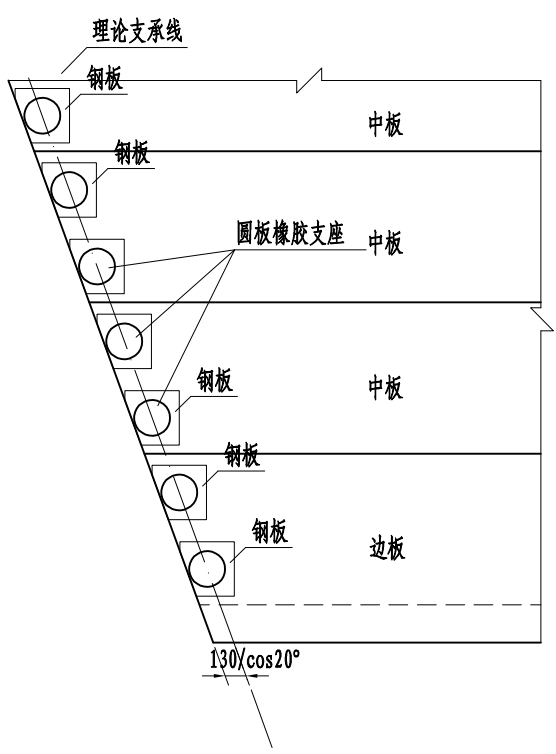 理论支承线
钢板
中板
钢板
圆板橡胶支座
中板
钢板
中板
钢板
钢板
边板
130/cos20°